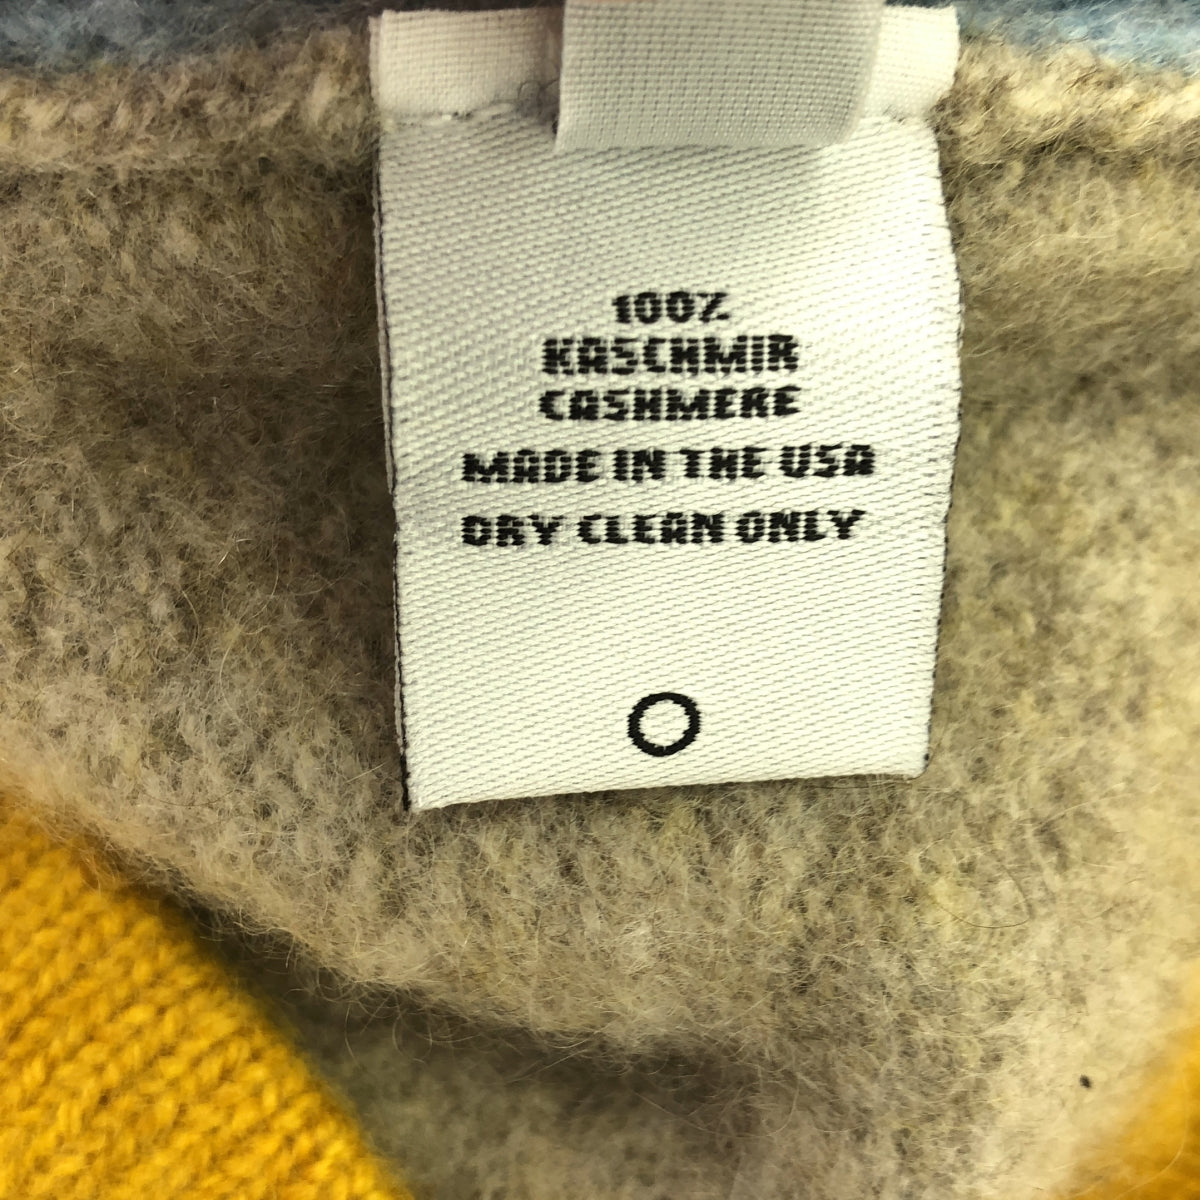 100%
KASCHMIR
CASHMERE
MADE IN THE USA
DRY CLEAN ONLY